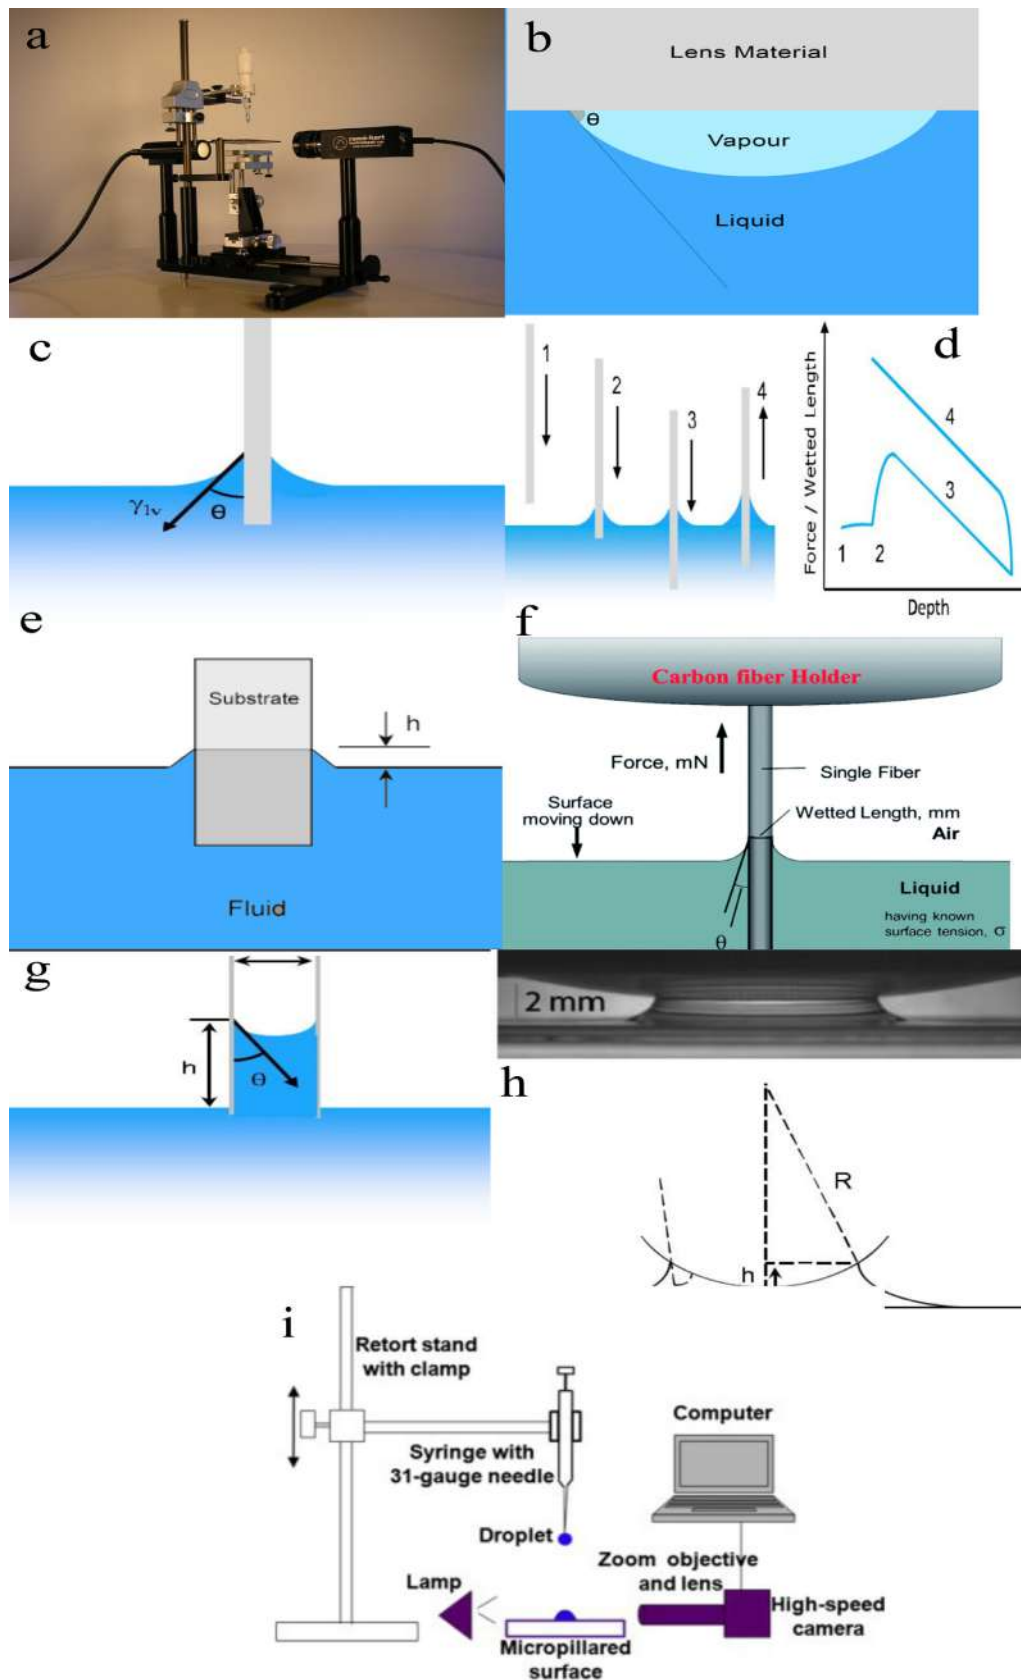 a
b
Lens Material
ɵ
Vapour
Liquid
c
γlv
ɵ
1
2
3
4
d
Force / Wetted Length
4
3
1
2
Depth
e
Substrate
h
Fluid
f
Carbon fiber Holder
Force, mN
Single Fiber
Surface
moving down
Wetted Length, mm
Air
Liquid
having known
surface tension, σ
θ
g
h
θ
2 mm
h
R
h
i
Retort stand
with clamp
Syringe with
31-gauge needle
Computer
Droplet
Zoom objective
and lens
Lamp
High-speed
camera
Micropillared
surface